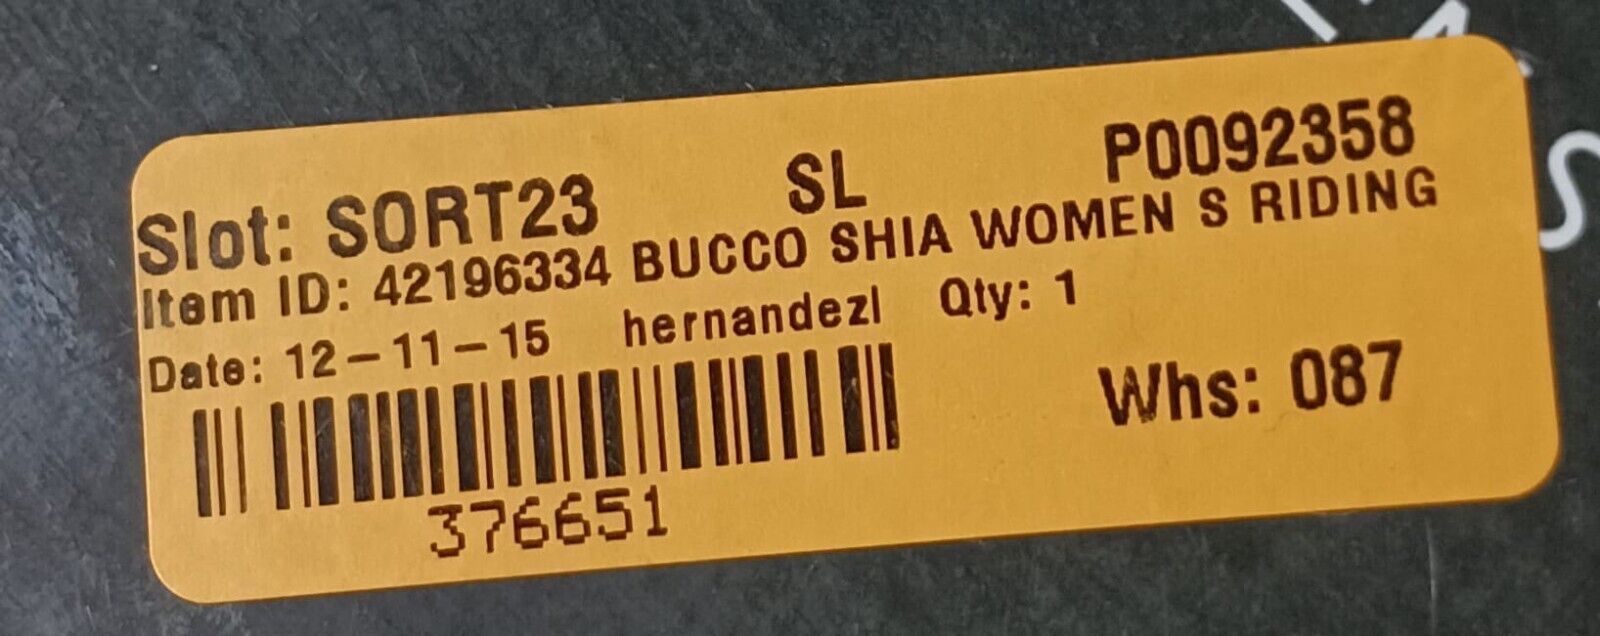 Slot: SORT23 SL P0092358
Item ID: 42196334 BUCCO SHIA WOMEN S RIDING
Date: 12-11-15 hernandezl Qty: 1
Whs: 087
376651